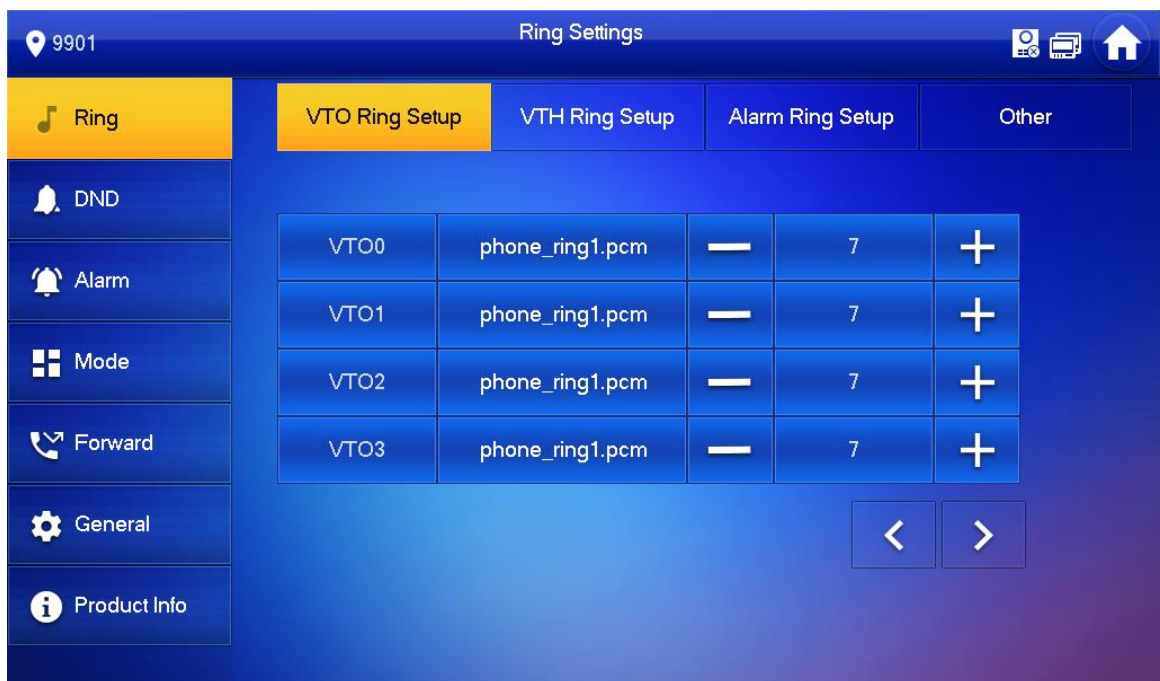 9901
Ring Settings
Ring
DND
Alarm
Mode
Forward
General
Product Info
VTO Ring Setup
VTH Ring Setup
Alarm Ring Setup
Other
VTO0 phone_ring1.pcm — 7 +
VTO1 phone_ring1.pcm — 7 +
VTO2 phone_ring1.pcm — 7 +
VTO3 phone_ring1.pcm — 7 +
< >